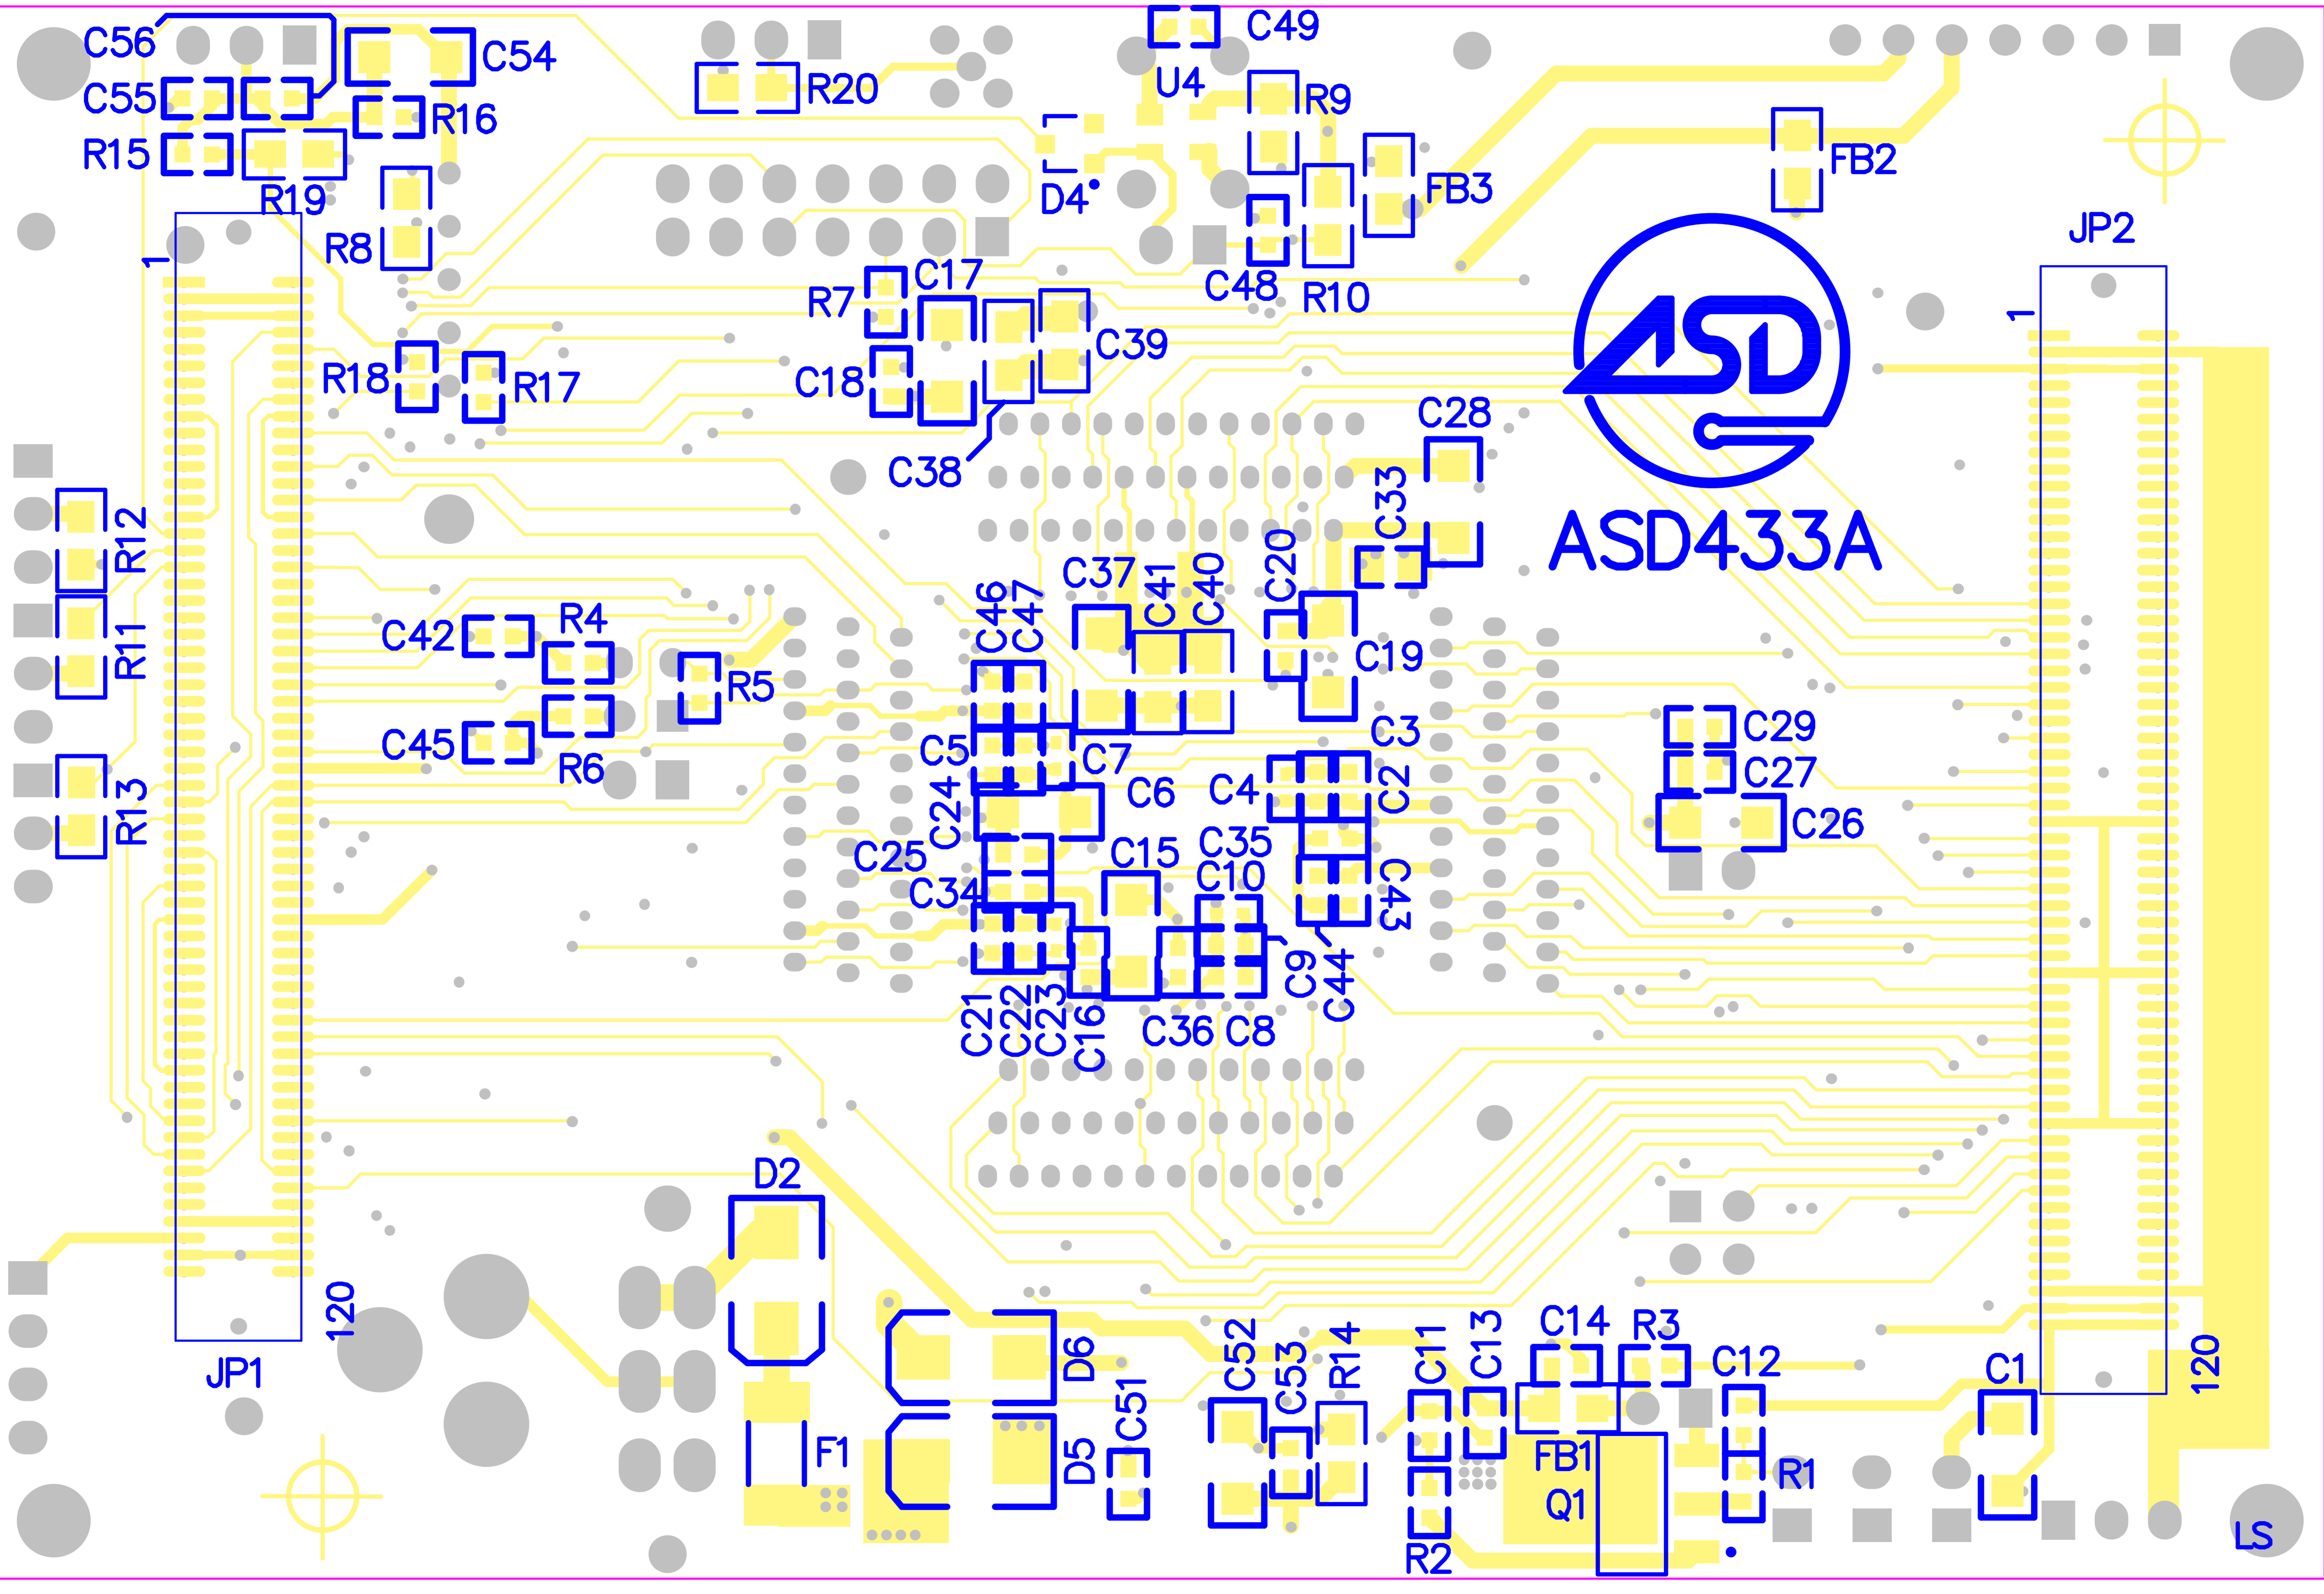 C56
C54
C49
C55
R20
U4
R9
R16
R15
FB2
FB3
R19
D4
JP2
R8
1
C17
C48
R10
R7
1
C39
R18
R17
C18
ASD
C28
C38
C33
ASD433A
R12
C37
C41
C40
C20
C46
C47
R4
C42
R11
C19
R5
C3
C29
C5
C7
C45
R6
C27
C4
C2
C6
R13
C24
C26
C35
C15
C25
C10
C34
C43
C9
C44
C21
C22
C23
C16
C36
C8
D2
120
C14
R3
C11
C13
R14
C52
D6
C12
C1
120
JP1
C53
C51
F1
D5
FB1
R1
Q1
R2
LS